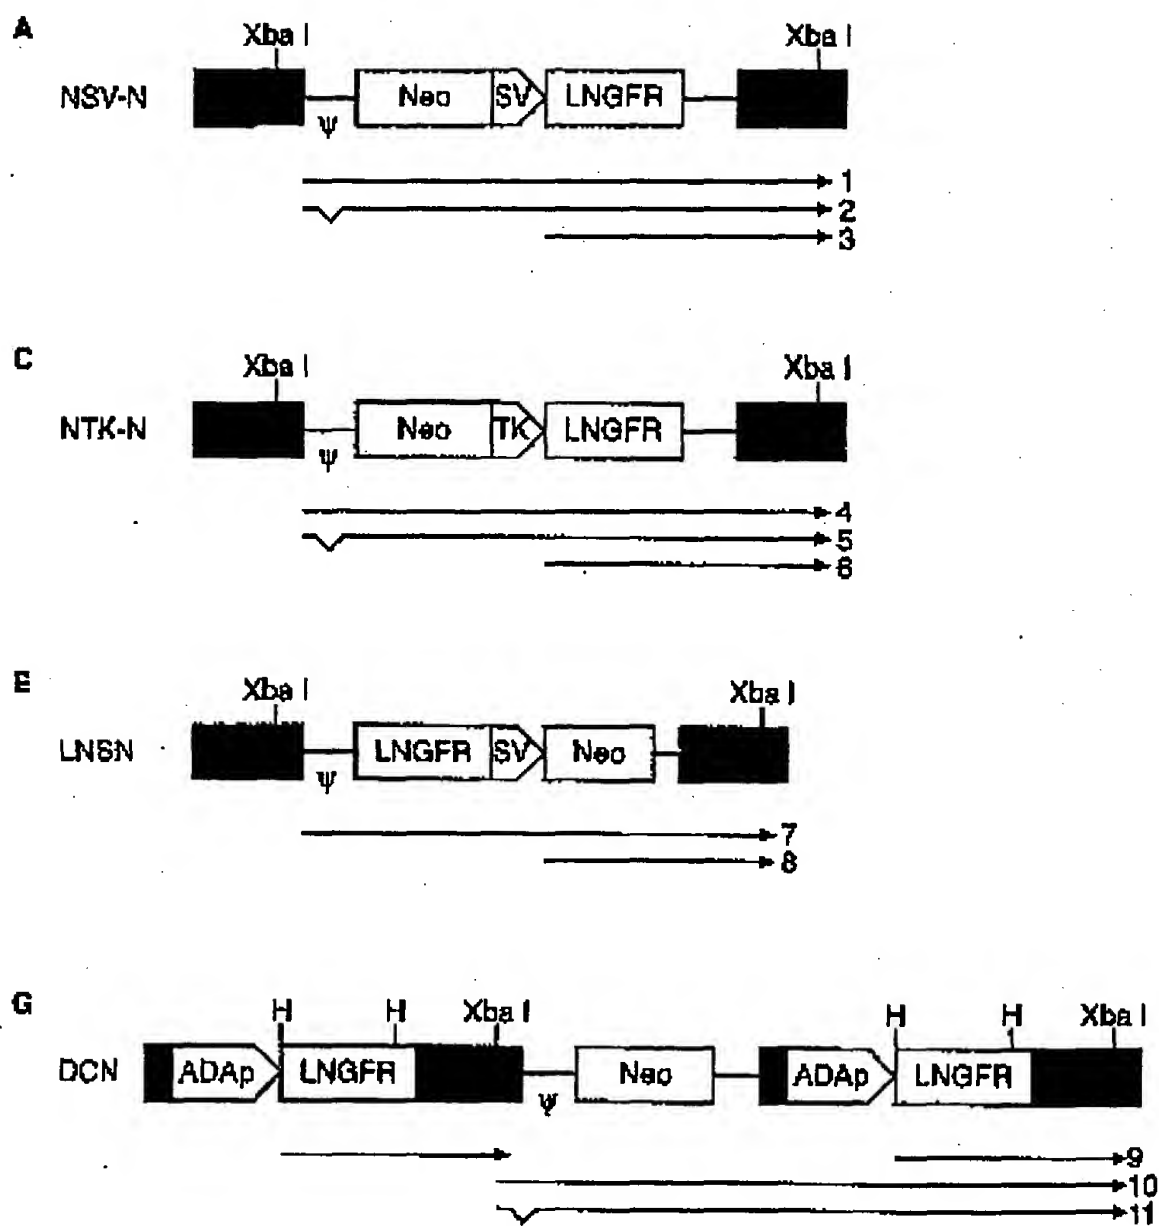 A
Xba I Xba I
NSV-N Neo SV LNGFR
ψ
1
2
3
C
Xba I Xba I
NTK-N Neo TK LNGFR
ψ
4
5
6
E
Xba I Xba I
LNSN LNGFR SV Neo
ψ
7
8
G
H H Xba I H H Xba I
DCN ADAp LNGFR Neo ADAp LNGFR
ψ
9
10
11